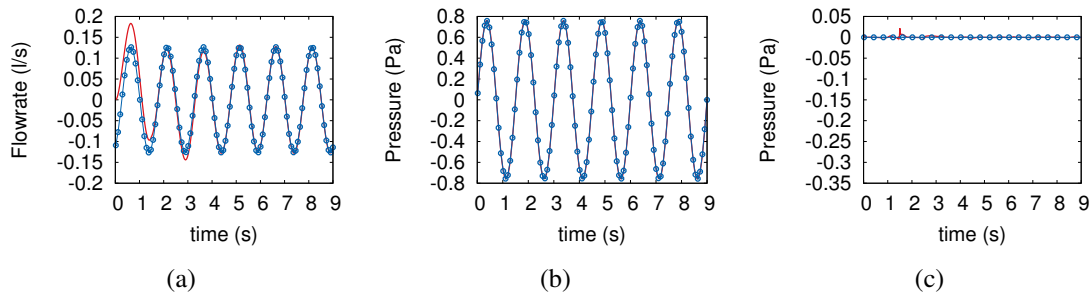 Flowrate (l/s)
0.2
0.15
0.1
0.05
0
-0.05
-0.1
-0.15
-0.2
0 1 2 3 4 5 6 7 8 9
time (s)
(a)
Pressure (Pa)
0.8
0.6
0.4
0.2
0
-0.2
-0.4
-0.6
-0.8
0 1 2 3 4 5 6 7 8 9
time (s)
(b)
Pressure (Pa)
0.05
0
-0.05
-0.1
-0.15
-0.2
-0.25
-0.3
-0.35
0 1 2 3 4 5 6 7 8 9
time (s)
(c)